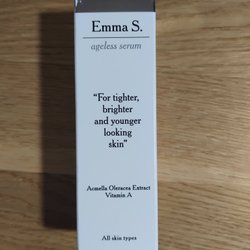 Emma S.
ageless serum
“For tighter,
brighter
and younger
looking
skin”
Acmella Oleracea Extract
Vitamin A
All skin types